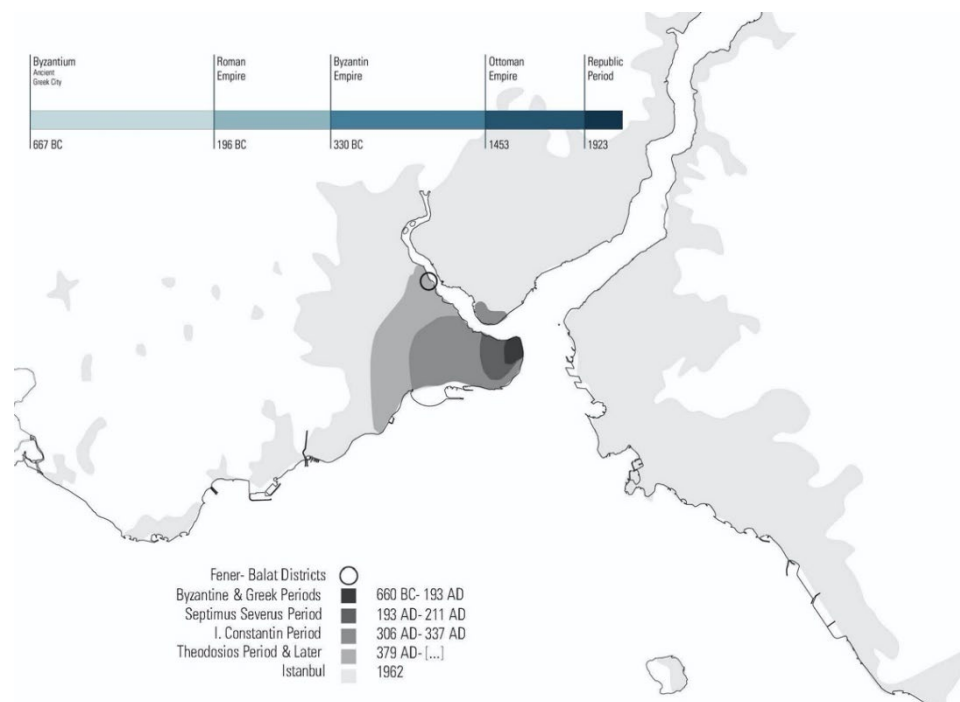 Byzantium
Ancient
Greek City
Roman
Empire
Byzantin
Empire
Ottoman
Empire
Republic
Period
667 BC
196 BC
330 BC
1453
1923
Fener- Balat Districts
Byzantine & Greek Periods 660 BC- 193 AD
Septimus Severus Period 193 AD- 211 AD
I. Constantin Period 306 AD- 337 AD
Theodosios Period & Later 379 AD- [...]
Istanbul 1962